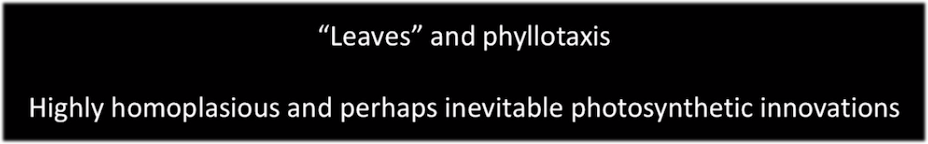 “Leaves” and phyllotaxis
Highly homoplasious and perhaps inevitable photosynthetic innovations